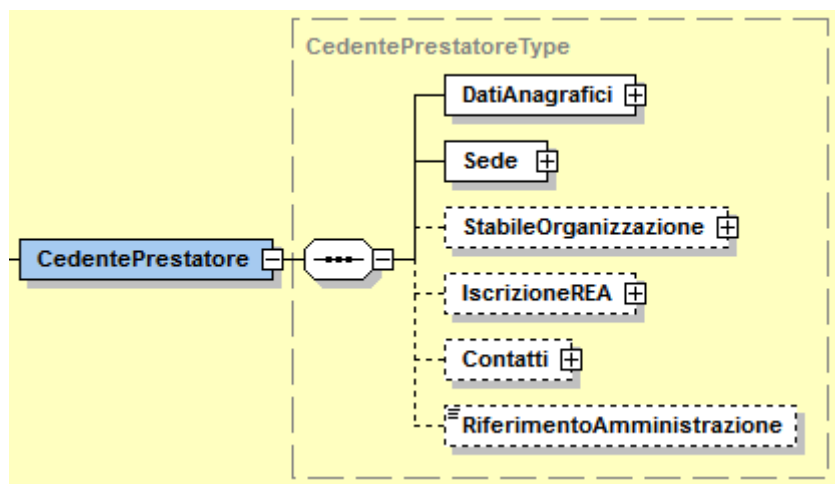 CedentePrestatoreType
DatiAnagrafici
Sede
StabileOrganizzazione
CedentePrestatore
IscrizioneREA
Contatti
RiferimentoAmministrazione